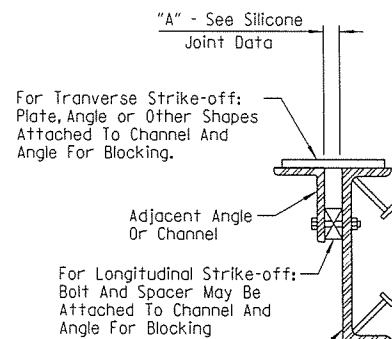 "A" - See Silicone
Joint Data
For Tranverse Strike-off:
Plate, Angle or Other Shapes
Attached To Channel And
Angle For Blocking.
Adjacent Angle
Or Channel
For Longitudinal Strike-off:
Bolt And Spacer May Be
Attached To Channel And
Angle For Blocking